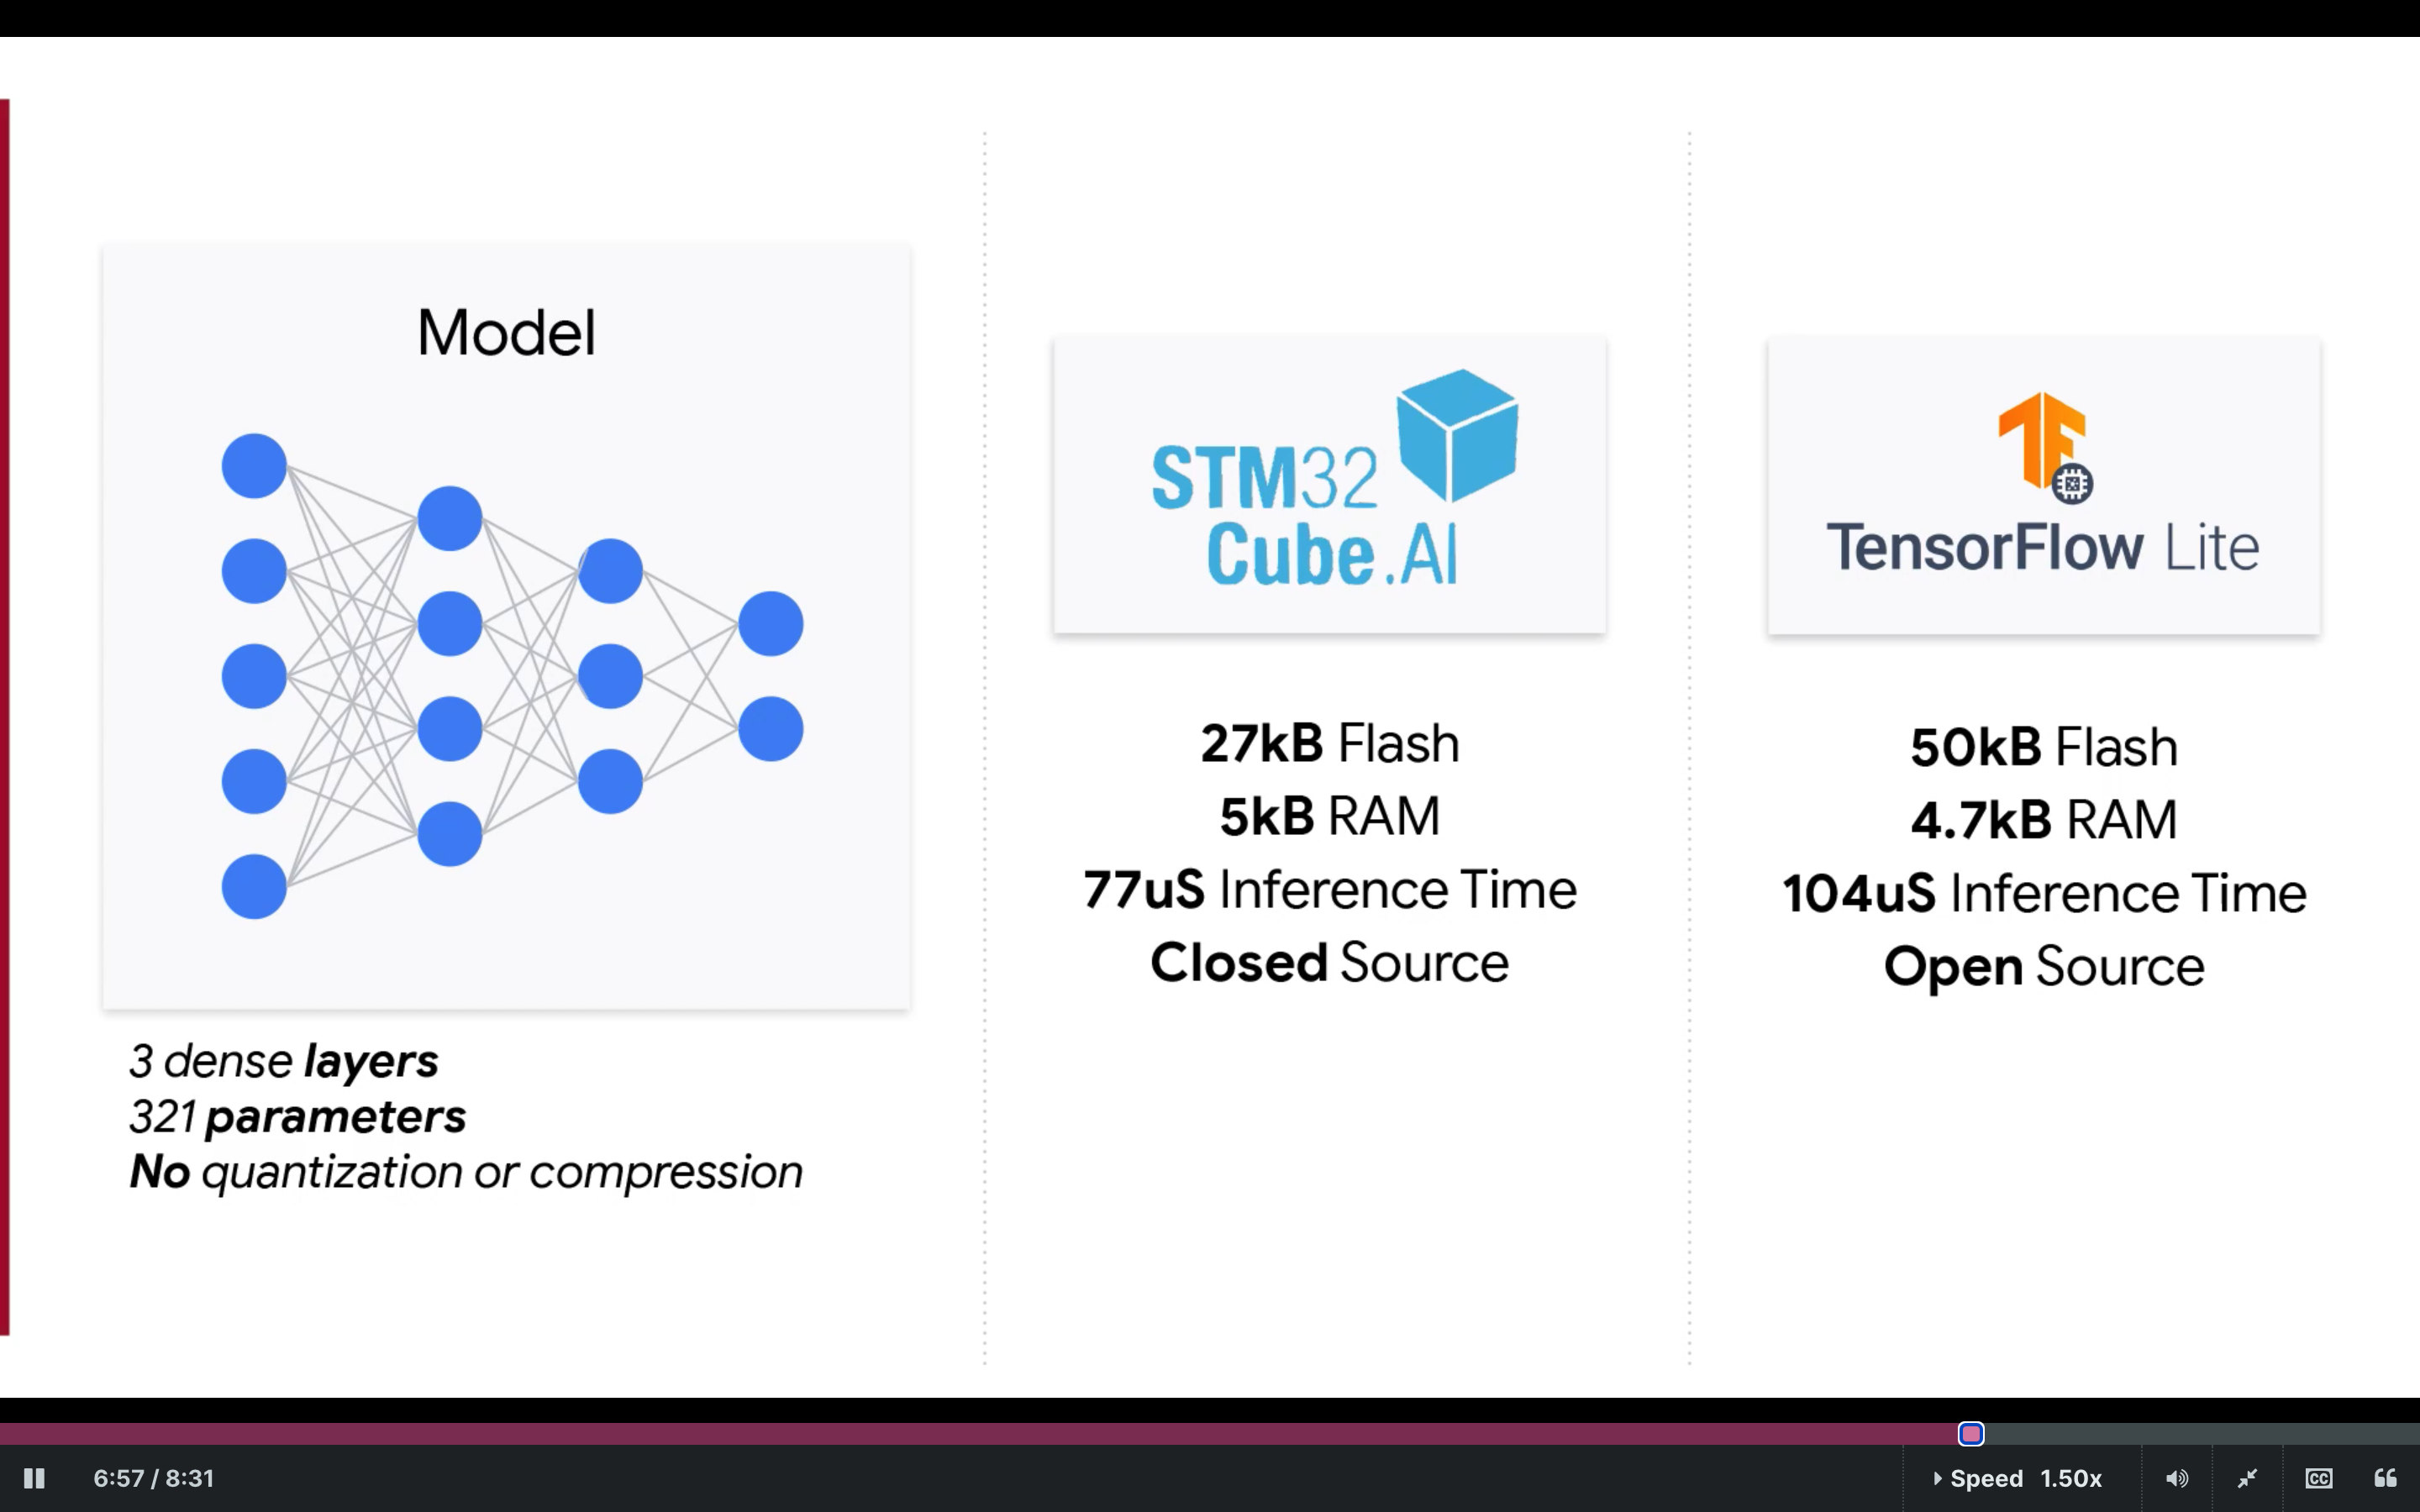 Model
3 dense layers
321 parameters
No quantization or compression
STM32
Cube.AI
27kB Flash
5kB RAM
77uS Inference Time
Closed Source
TensorFlow Lite
50kB Flash
4.7kB RAM
104uS Inference Time
Open Source
6:57 / 8:31
Speed 1.50x
CC